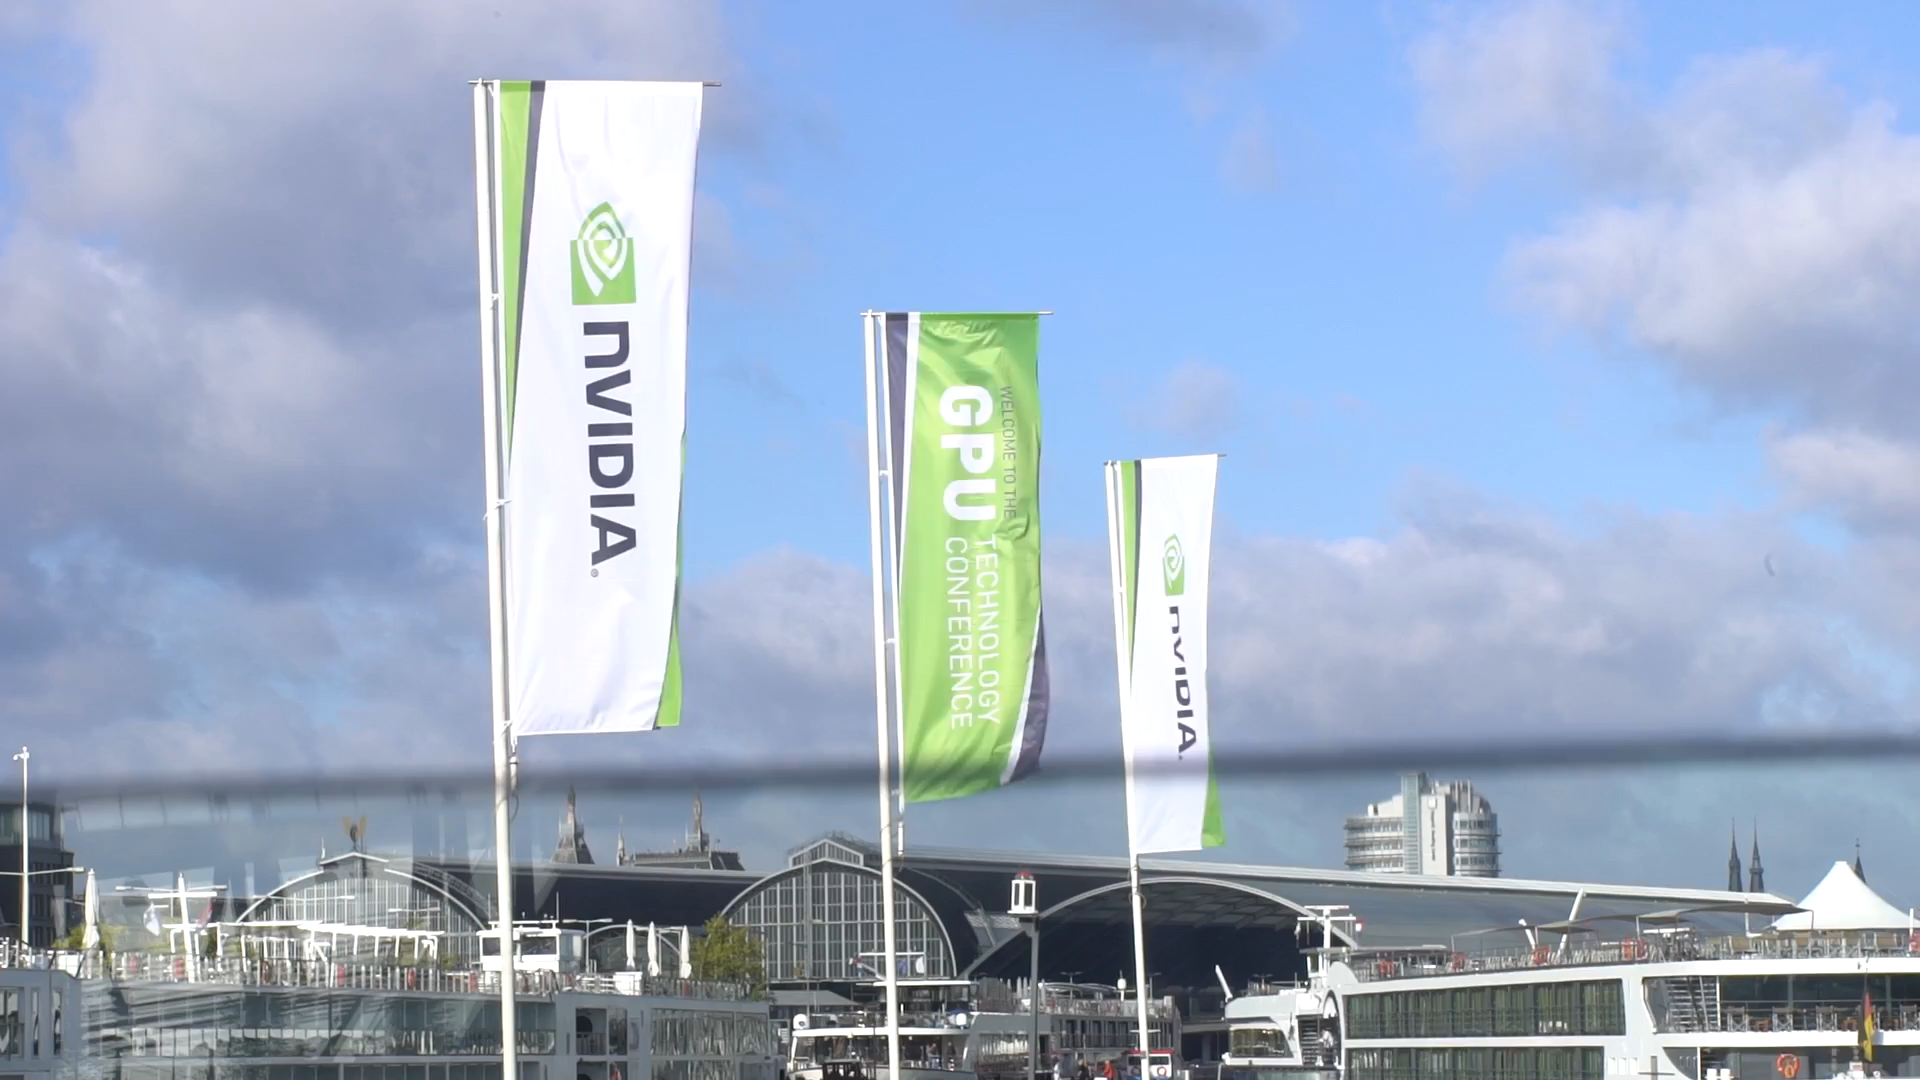 NVIDIA®
WELCOME TO THE
GPU TECHNOLOGY
CONFERENCE
NVIDIA